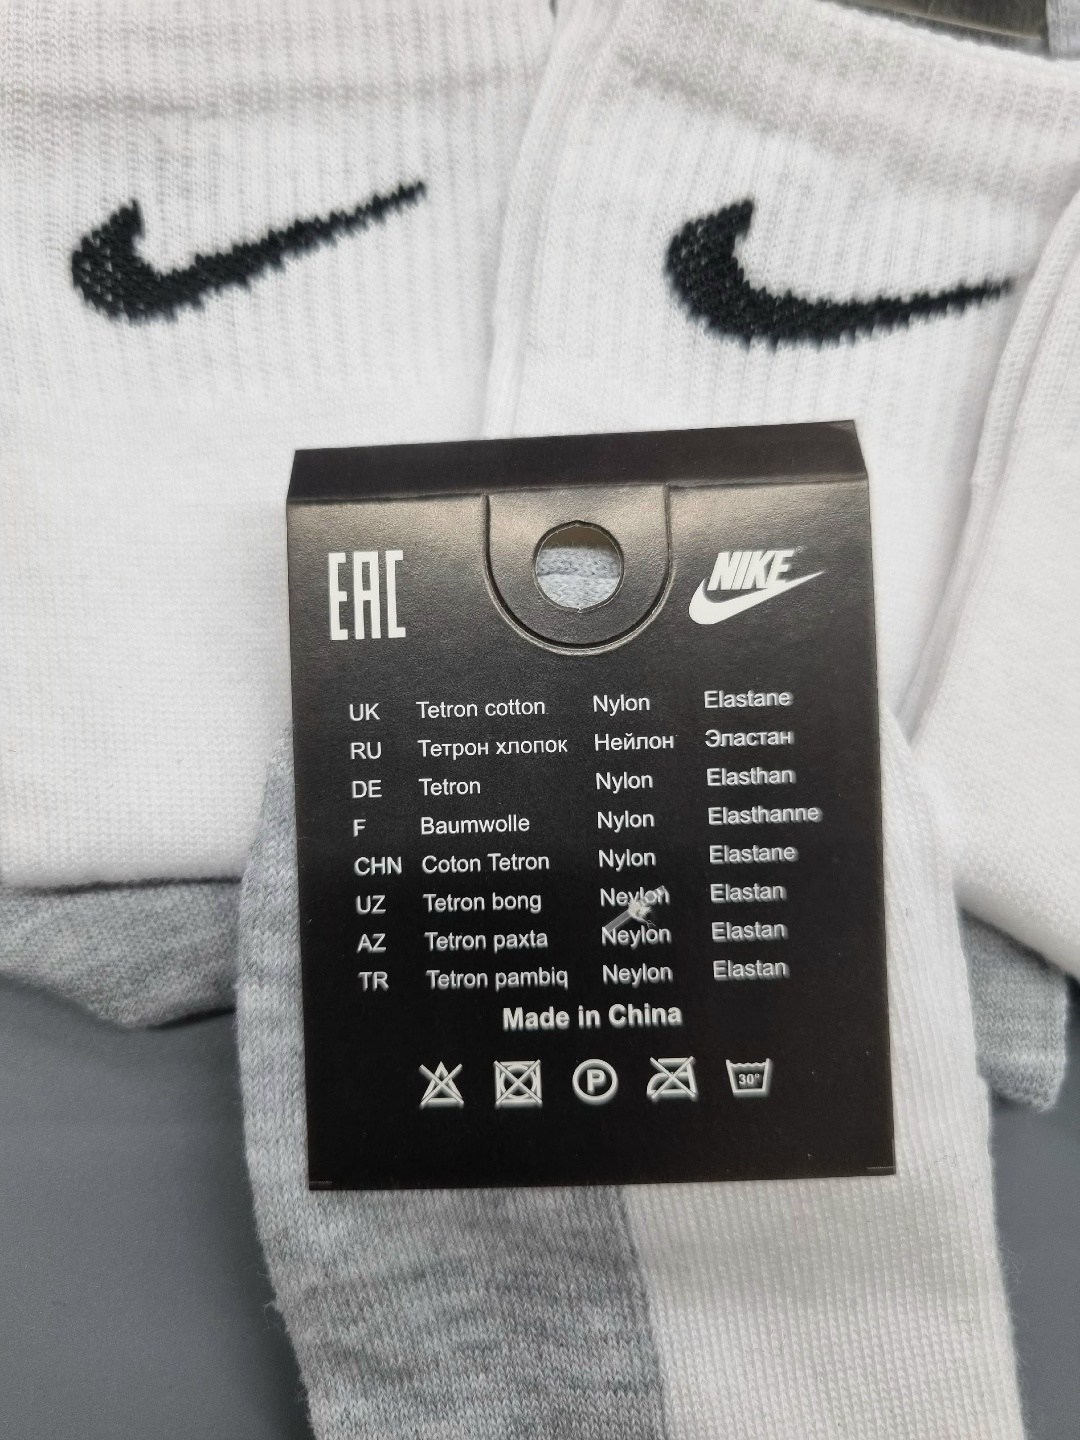 EAC NIKE
UK Tetron cotton Nylon Elastane
RU Тетрон хлопок Нейлон Эластан
DE Tetron Nylon Elasthan
F Baumwolle Nylon Elasthanne
CHN Coton Tetron Nylon Elastane
UZ Tetron bong Neylon Elastan
AZ Tetron paxta Neylon Elastan
TR Tetron pambiq Neylon Elastan
Made in China
P 30°